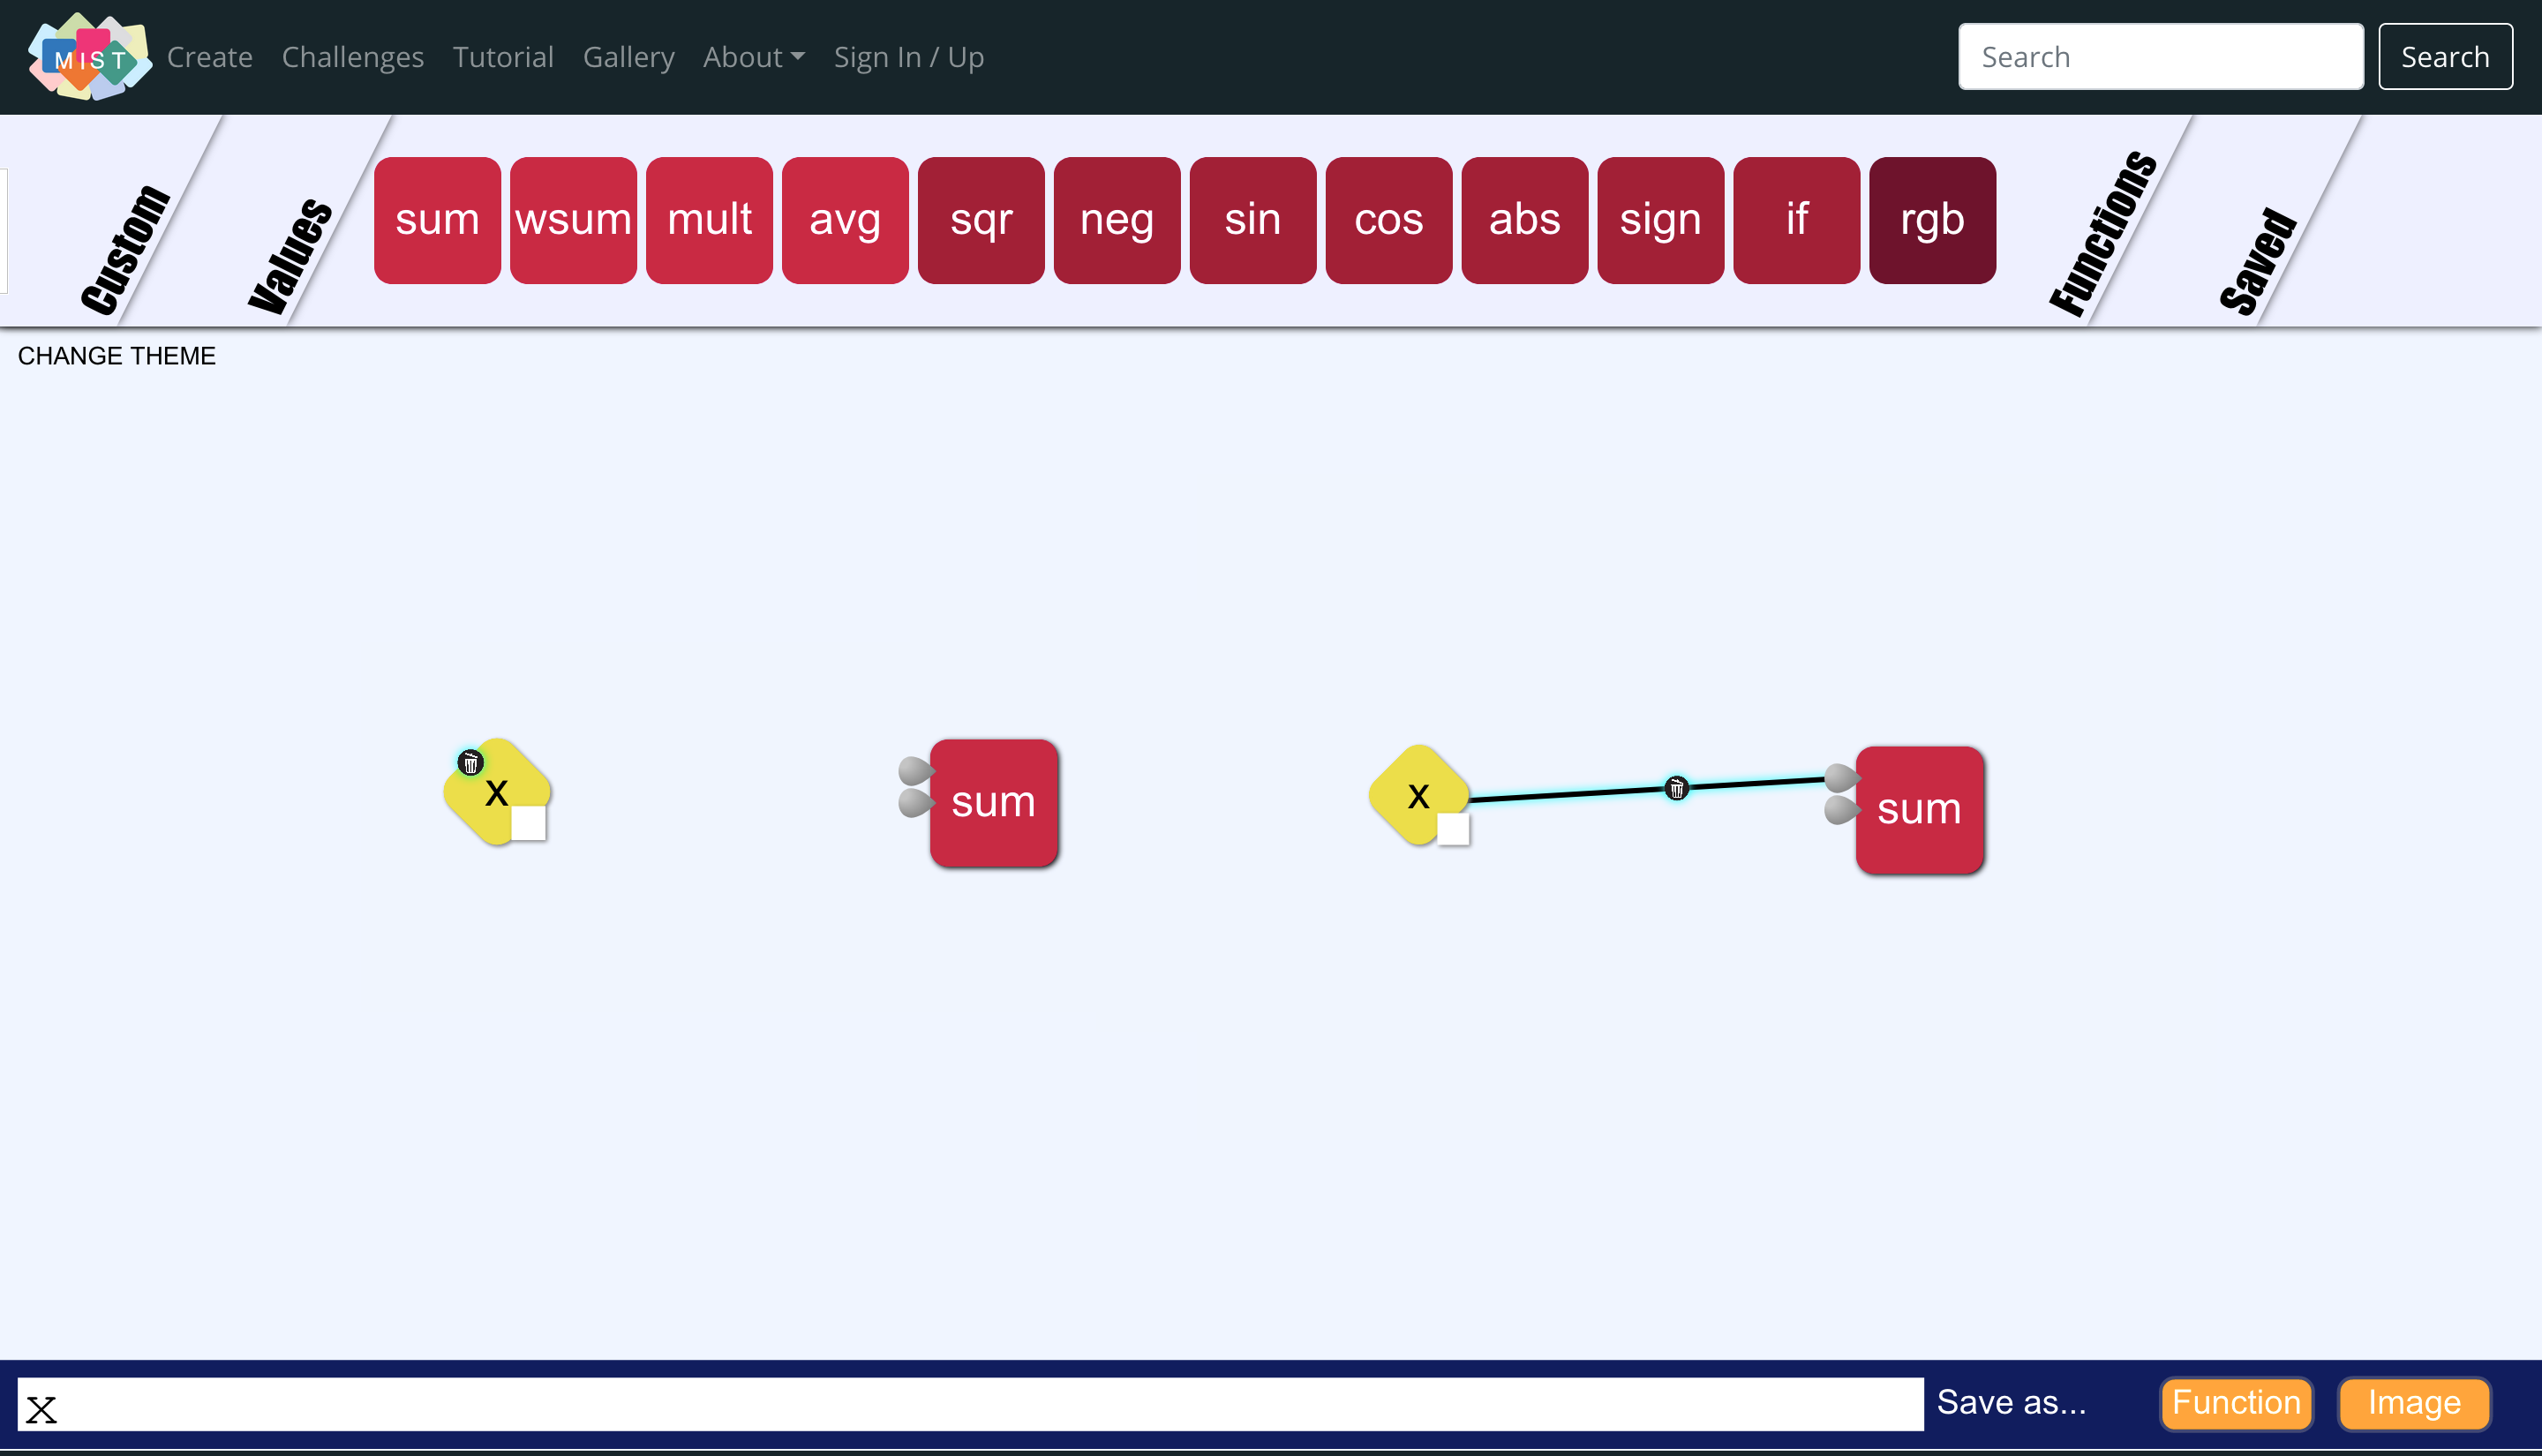 MIST Create Challenges Tutorial Gallery About Sign In / Up Search Search
Custom Values sum wsum mult avg sqr neg sin cos abs sign if rgb Functions Saved
CHANGE THEME
x sum x sum
x Save as... Function Image